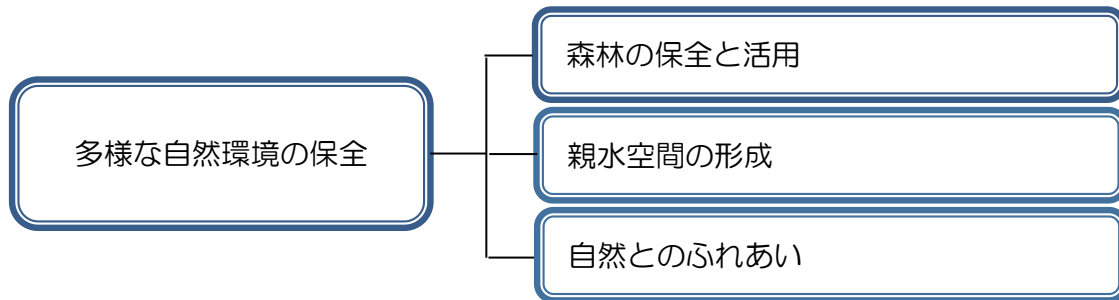 多様な自然環境の保全
森林の保全と活用
親水空間の形成
自然とのふれあい